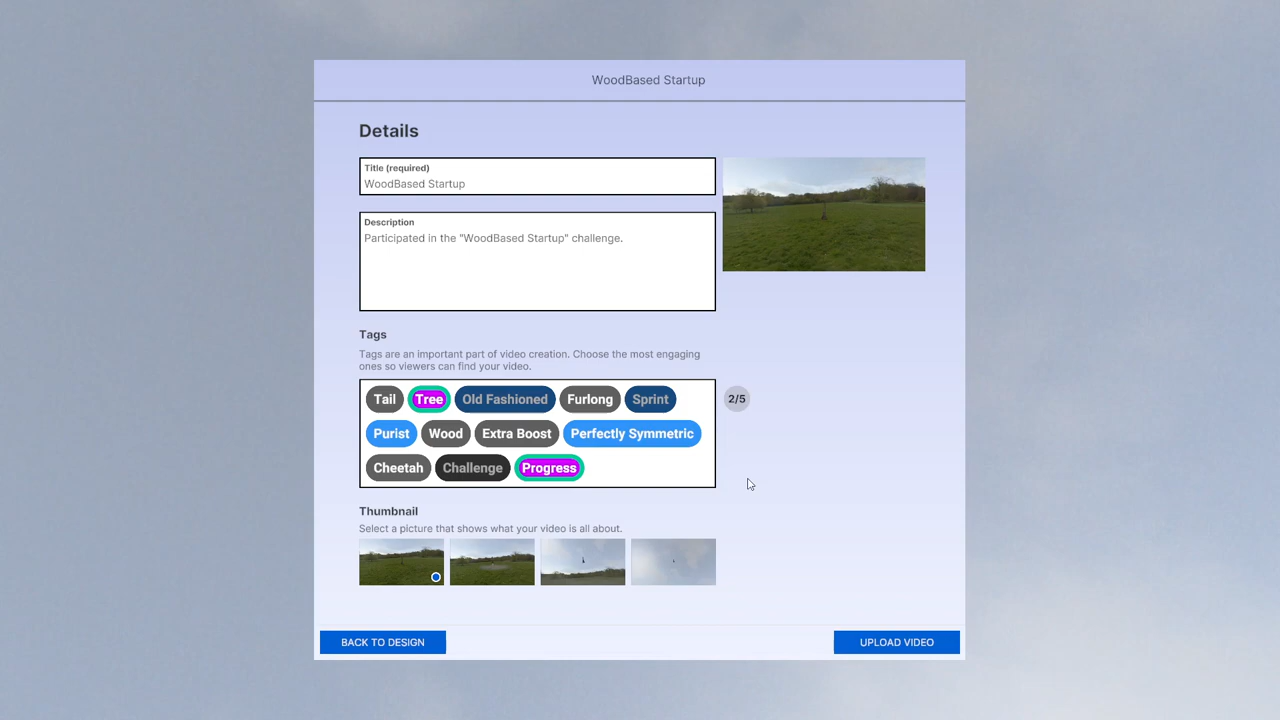 WoodBased Startup
Details
Title (required)
WoodBased Startup
Description
Participated in the "WoodBased Startup" challenge.
Tags
Tags are an important part of video creation. Choose the most engaging
ones so viewers can find your video.
Tail Tree Old Fashioned Furlong Sprint 2/5
Purist Wood Extra Boost Perfectly Symmetric
Cheetah Challenge Progress
Thumbnail
Select a picture that shows what your video is all about.
BACK TO DESIGN UPLOAD VIDEO